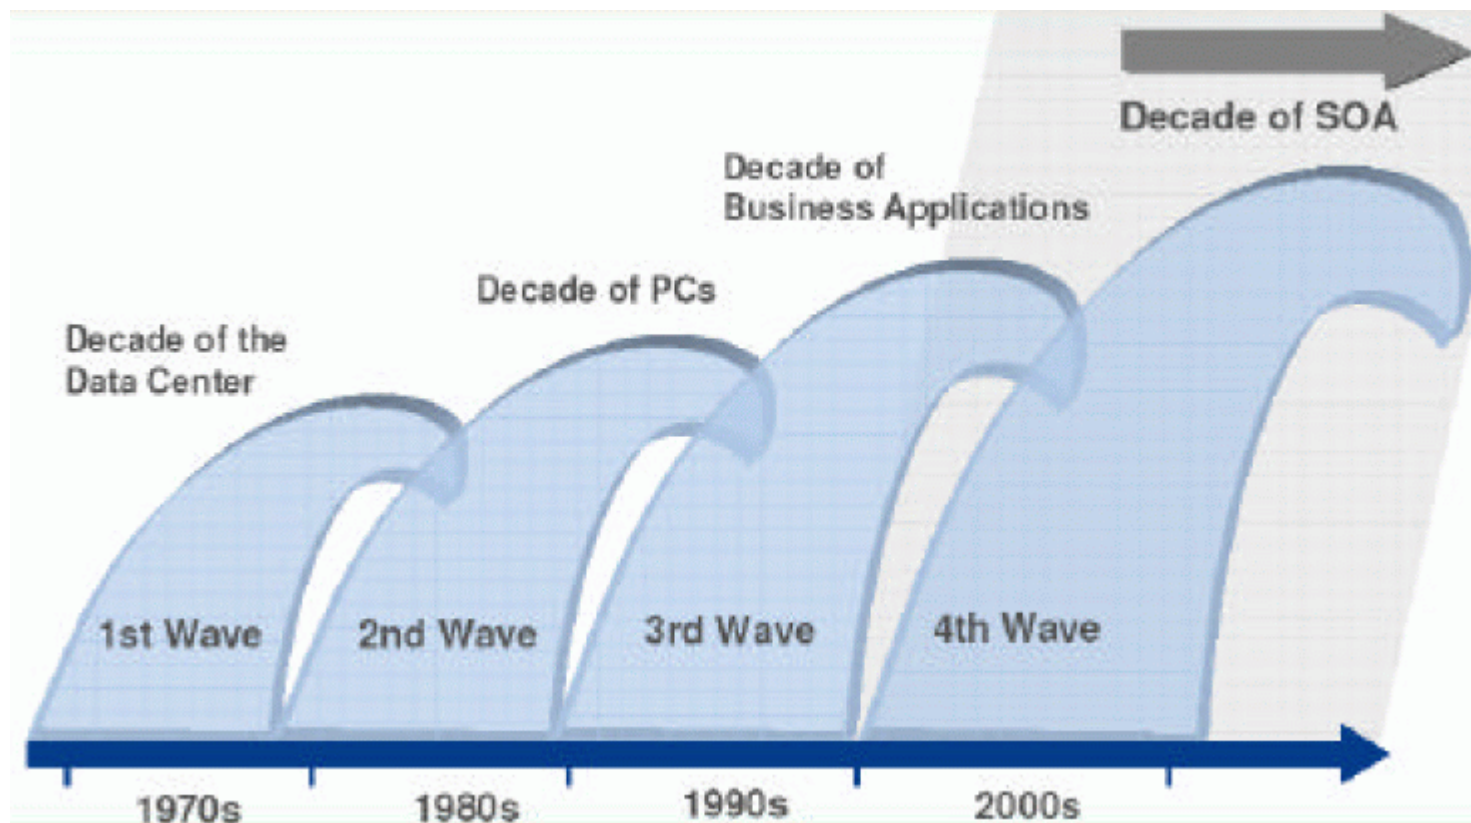 Decade of SOA
Decade of
Business Applications
Decade of PCs
Decade of the
Data Center
1st Wave
2nd Wave
3rd Wave
4th Wave
1970s
1980s
1990s
2000s